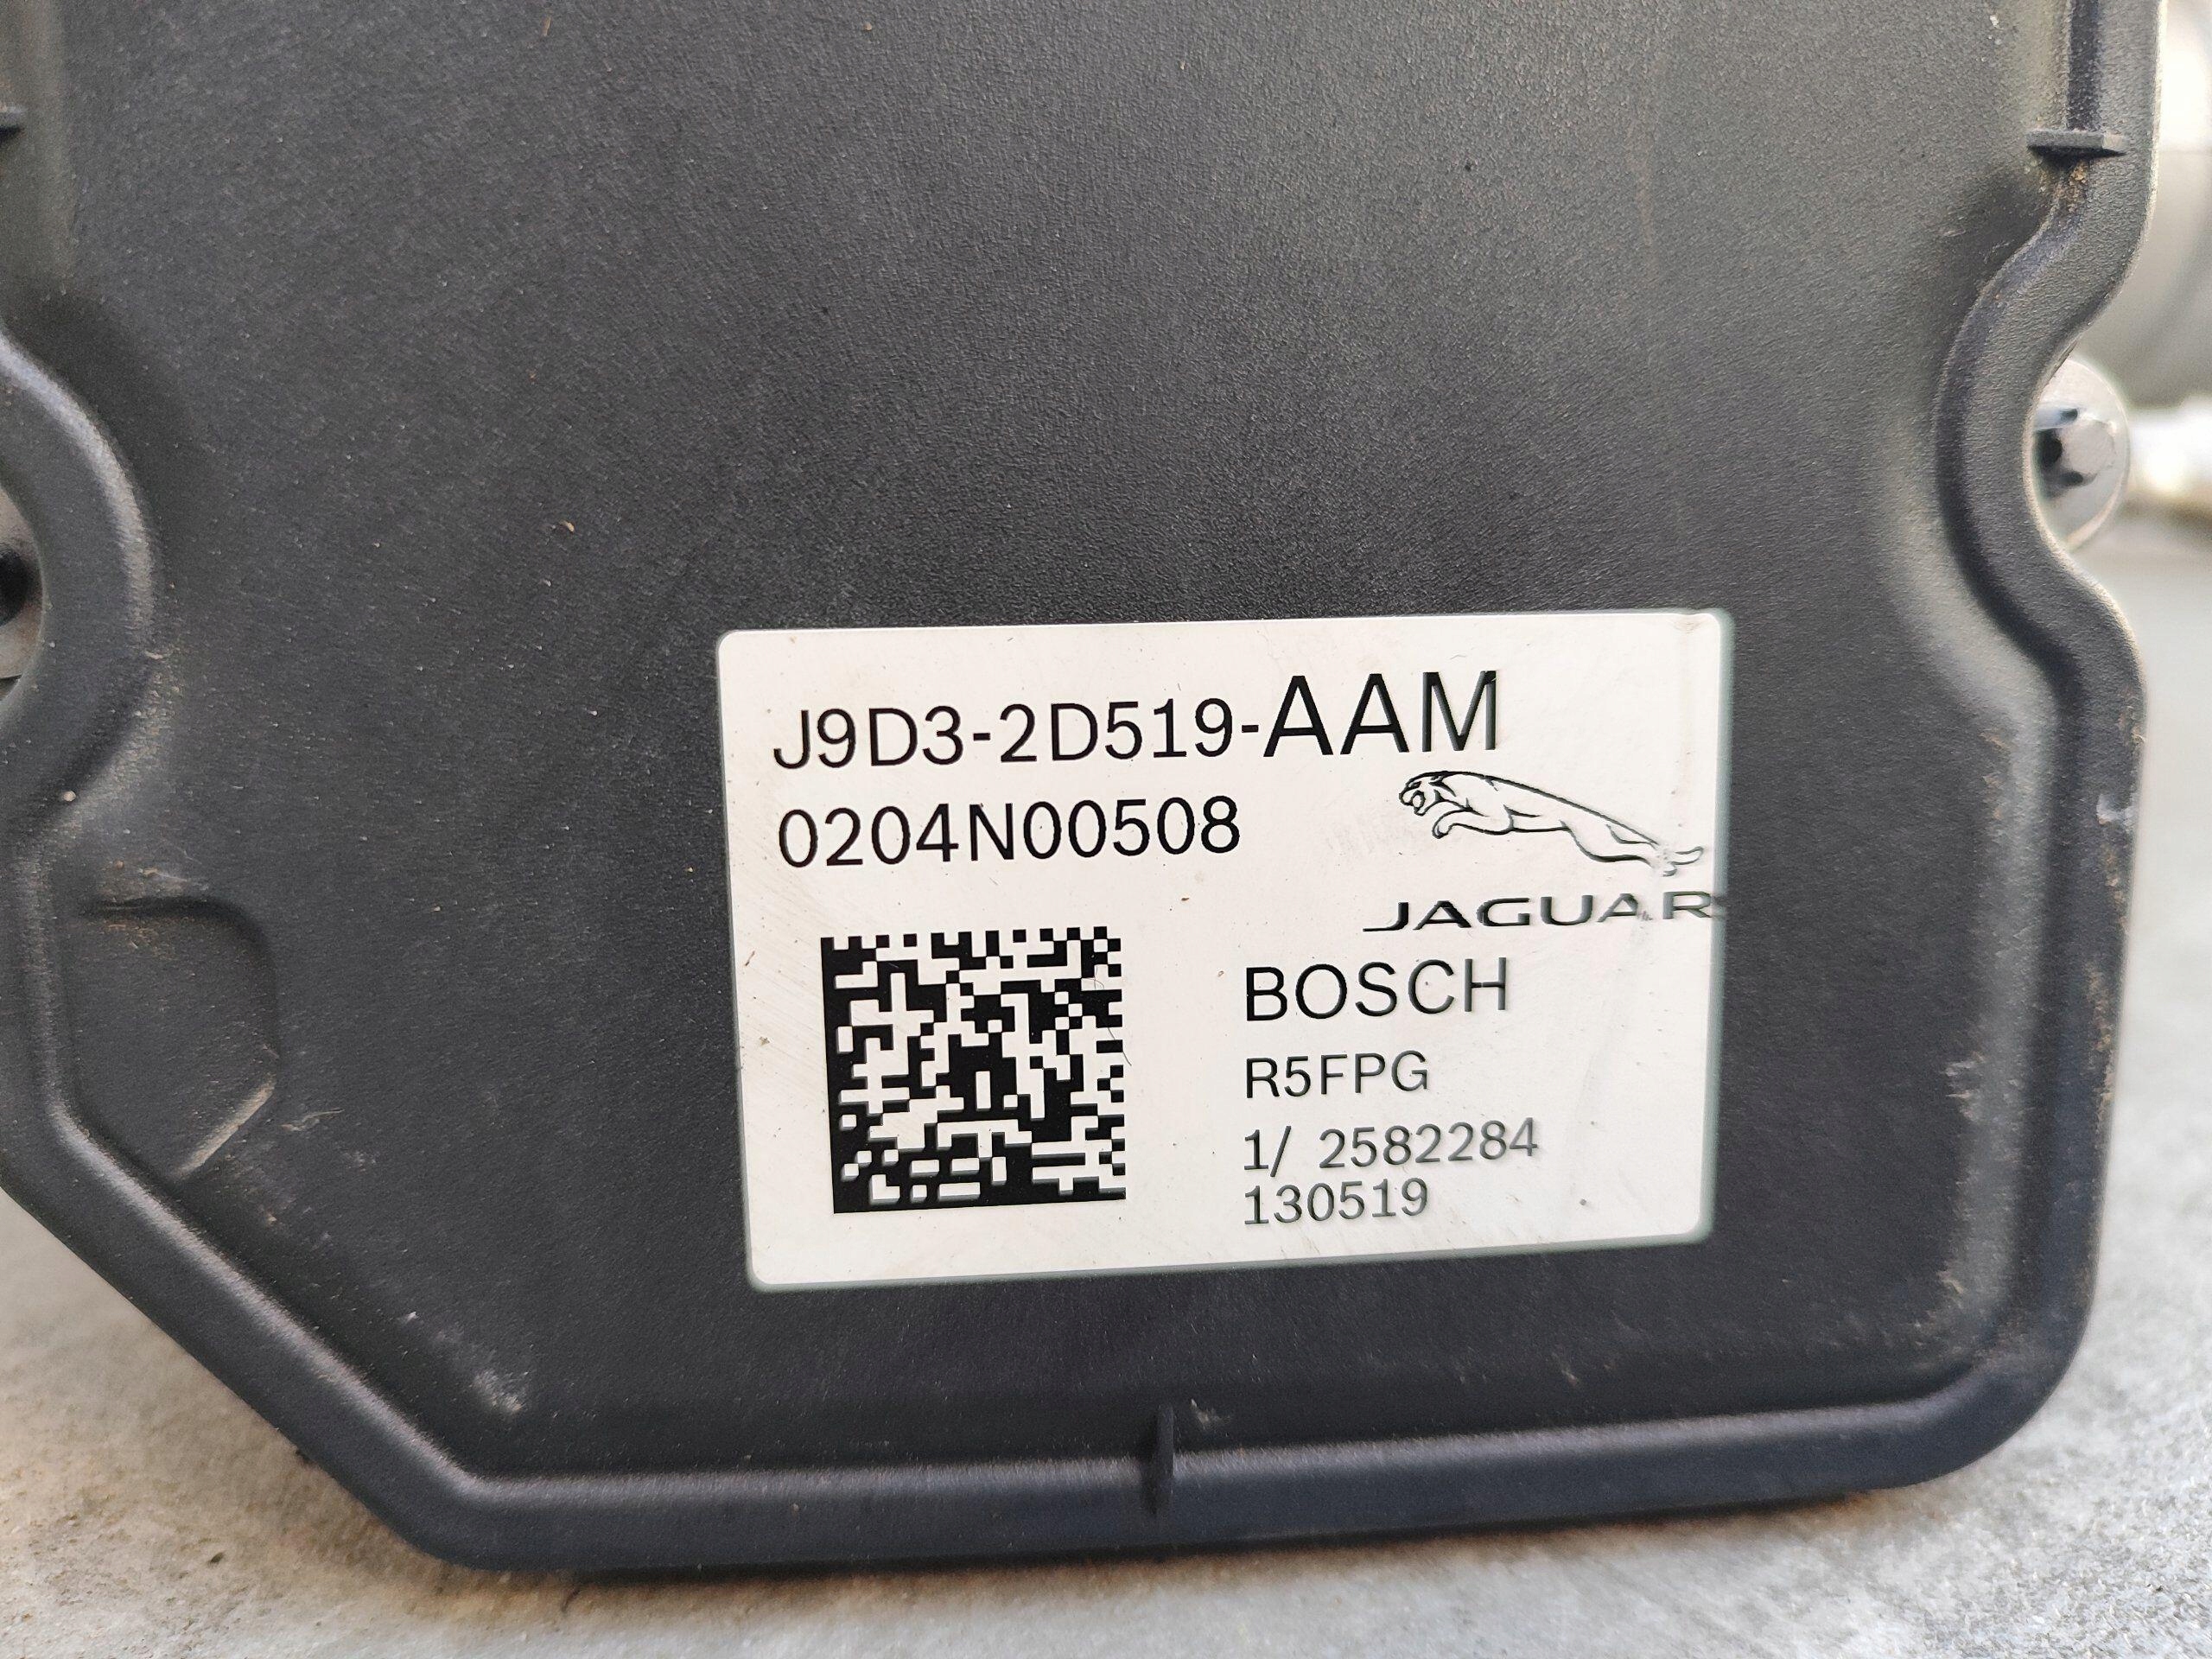 J9D3-2D519-AAM
0204N00508
JAGUAR
BOSCH
R5FPG
1/ 2582284
130519